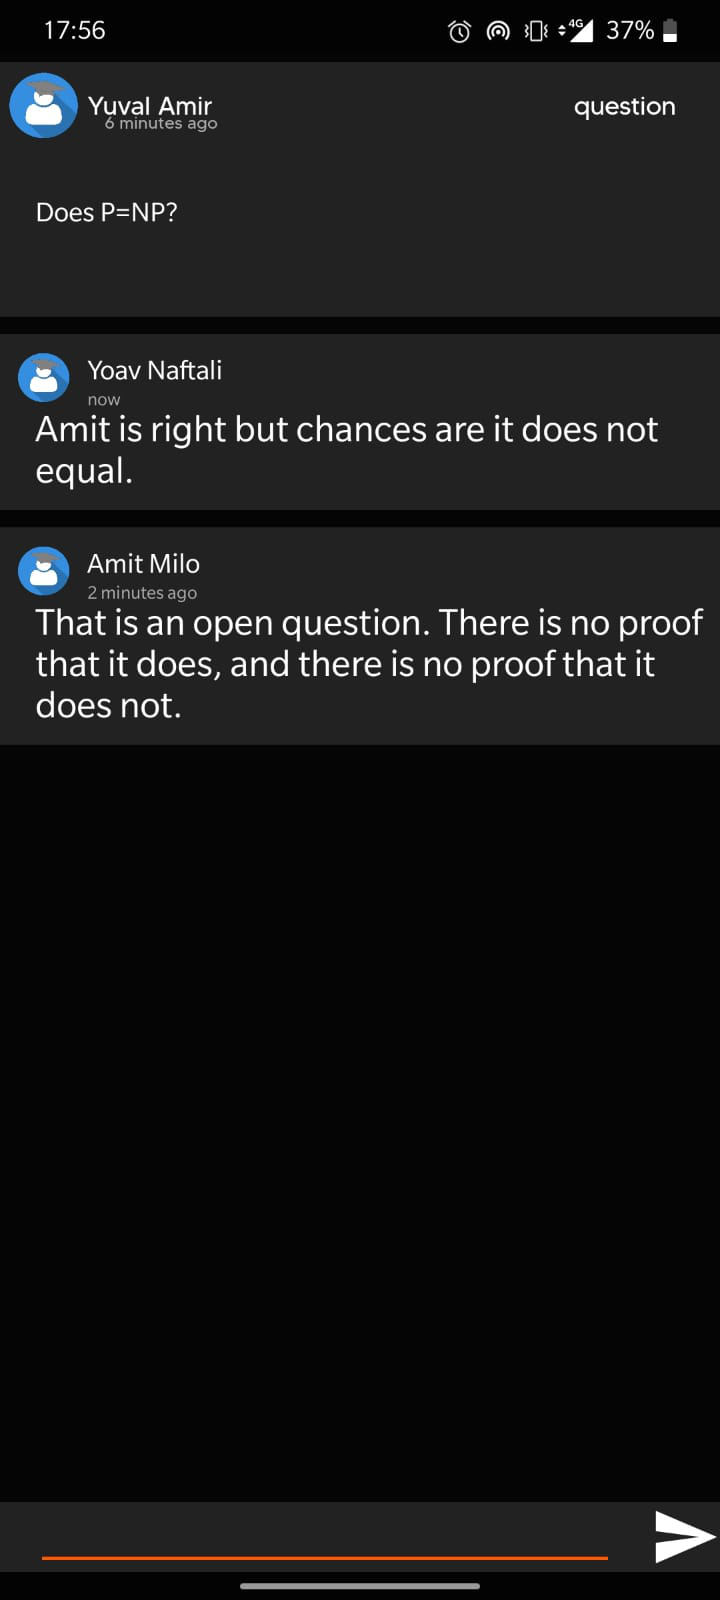 17:56
4G 37%
Yuval Amir
question
6 minutes ago
Does P=NP?
Yoav Naftali
now
Amit is right but chances are it does not
equal.
Amit Milo
2 minutes ago
That is an open question. There is no proof
that it does, and there is no proof that it
does not.